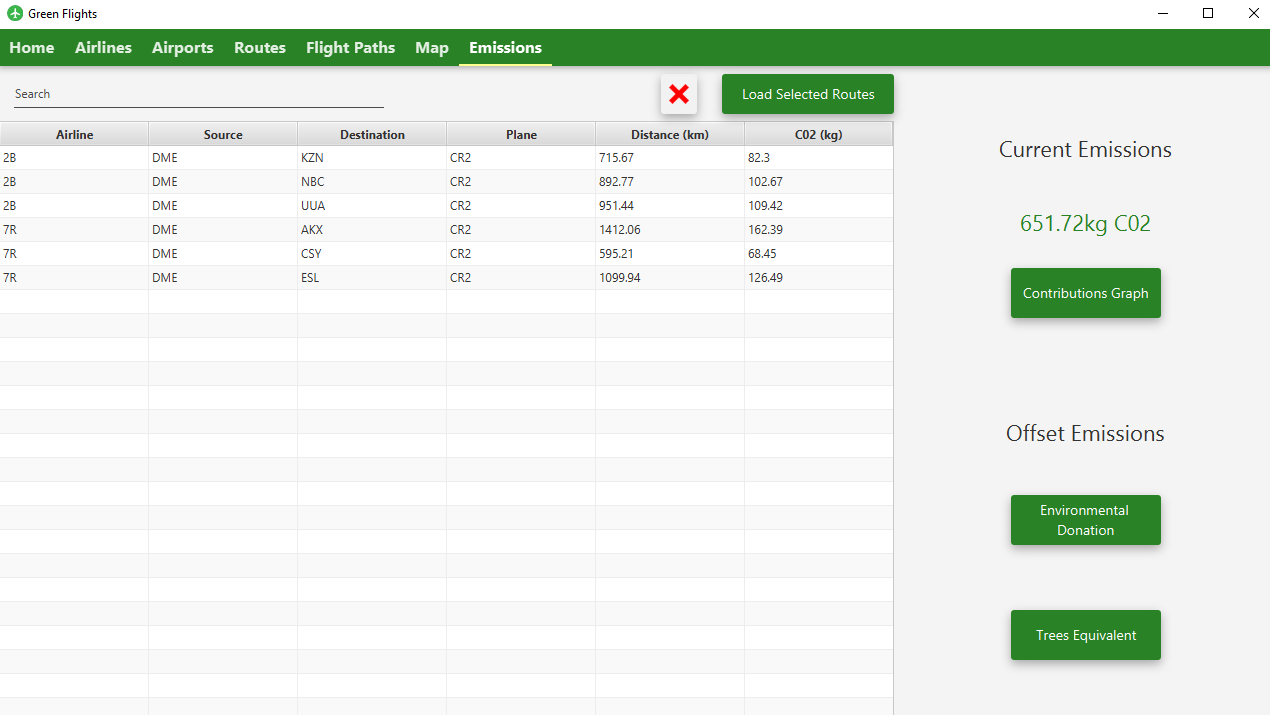 Green Flights
Home Airlines Airports Routes Flight Paths Map Emissions
Search
Load Selected Routes
Airline Source Destination Plane Distance (km) C02 (kg)
2B DME KZN CR2 715.67 82.3
2B DME NBC CR2 892.77 102.67
2B DME UUA CR2 951.44 109.42
7R DME AKX CR2 1412.06 162.39
7R DME CSY CR2 595.21 68.45
7R DME ESL CR2 1099.94 126.49
Current Emissions
651.72kg C02
Contributions Graph
Offset Emissions
Environmental
Donation
Trees Equivalent